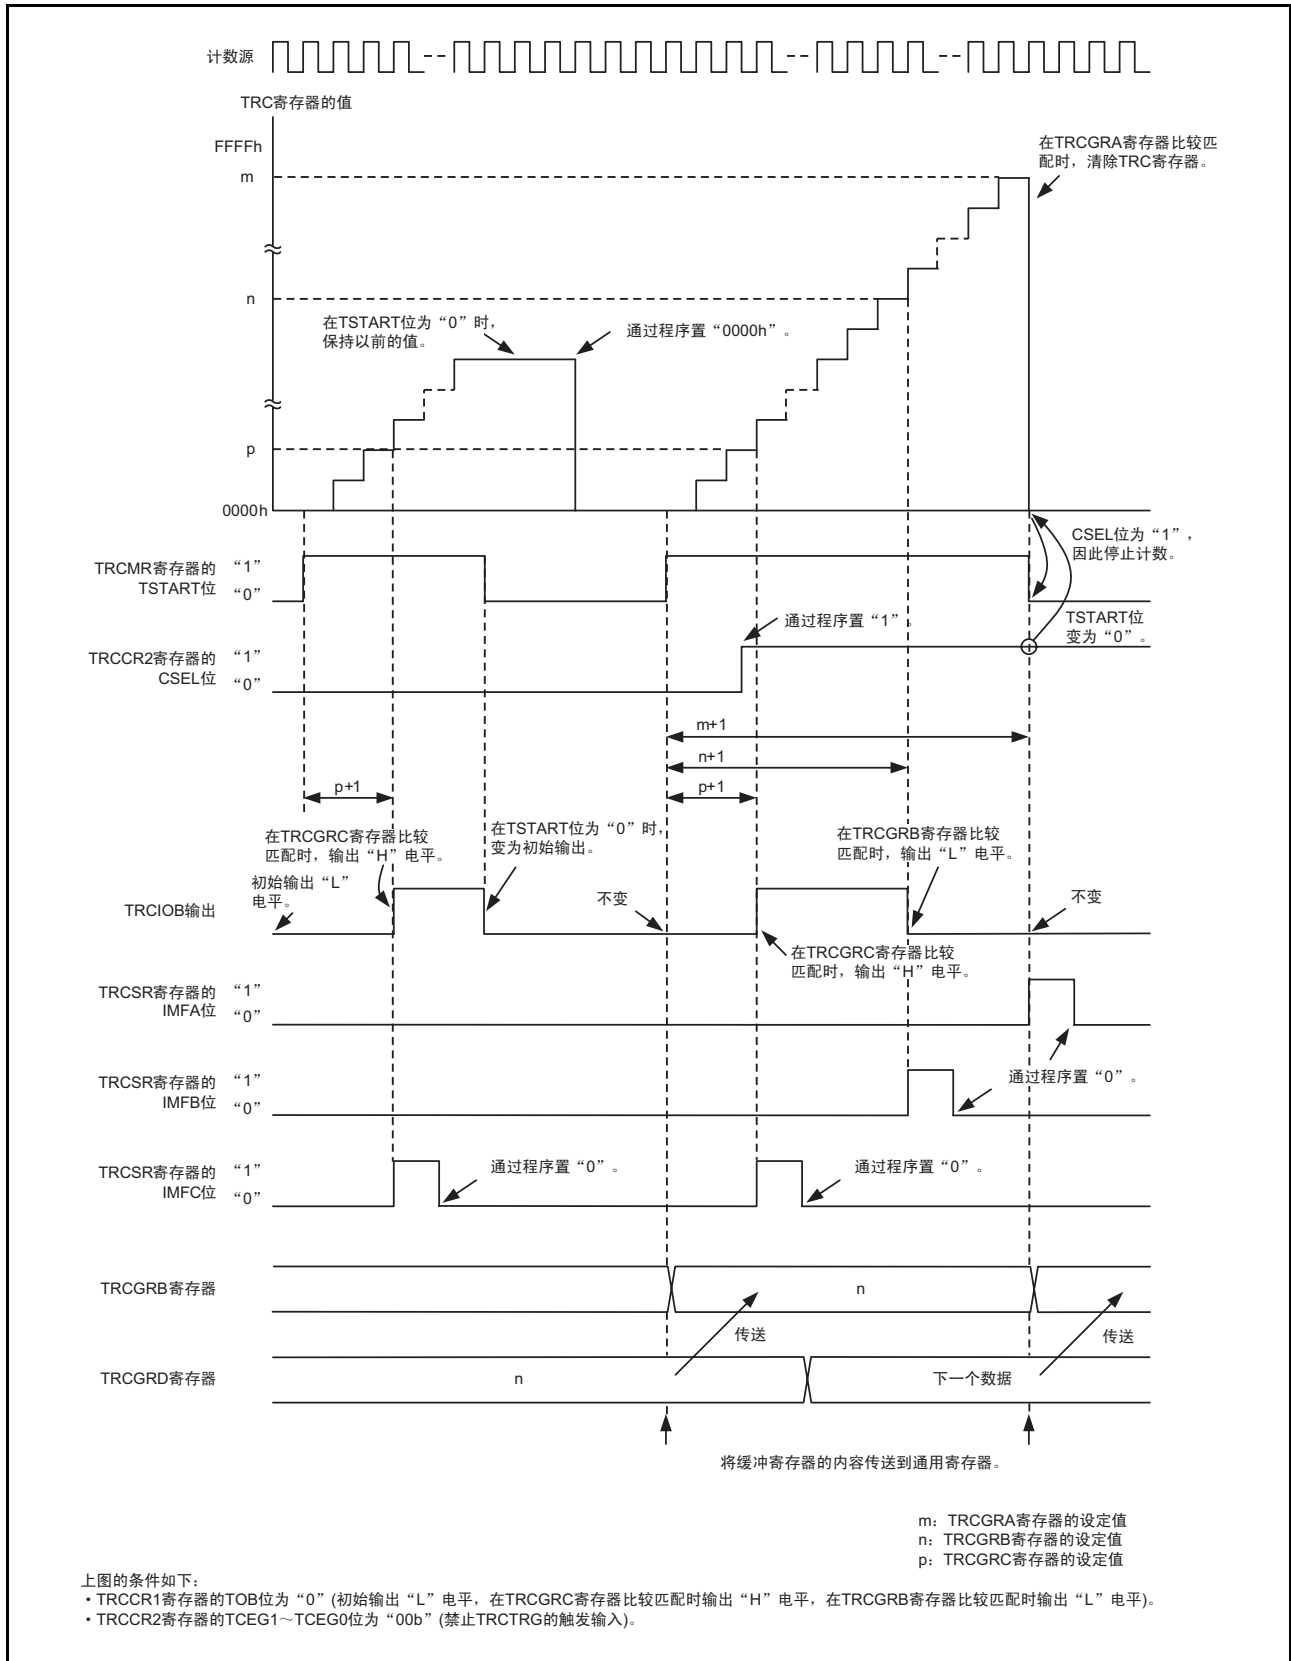 计数源
TRC寄存器的值
FFFFh
m
在TRCGRA寄存器比较匹
配时，清除TRC寄存器。
n
在TSTART位为“0”时，
保持以前的值。
通过程序置“0000h”。
p
0000h
CSEL位为“1”，
因此停止计数。
TRCMR寄存器的
TSTART位
“1”
“0”
TSTART位
变为“0”。
通过程序置“1”。
TRCCR2寄存器的
CSEL位
“1”
“0”
m+1
n+1
p+1
p+1
在TRCGRC寄存器比较
匹配时，输出“H”电平。
在TSTART位为“0”时，
变为初始输出。
在TRCGRB寄存器比较
匹配时，输出“L”电平。
初始输出“L”
电平。
不变
不变
TRCIOB输出
在TRCGRC寄存器比较
匹配时，输出“H”电平。
TRCSR寄存器的
IMFA位
“1”
“0”
通过程序置“0”。
TRCSR寄存器的
IMFB位
“1”
“0”
TRCSR寄存器的
IMFC位
“1”
“0”
通过程序置“0”。
通过程序置“0”。
TRCGRB寄存器
n
传送
传送
TRCGRD寄存器
n
下一个数据
将缓冲寄存器的内容传送到通用寄存器。
m：TRCGRA寄存器的设定值
n：TRCGRB寄存器的设定值
p：TRCGRC寄存器的设定值
上图的条件如下：
・TRCCR1寄存器的TOB位为“0”(初始输出“L”电平，在TRCGRC寄存器比较匹配时输出“H”电平，在TRCGRB寄存器比较匹配时输出“L”电平)。
・TRCCR2寄存器的TCEG1～TCEG0位为“00b”(禁止TRCTRG的触发输入)。